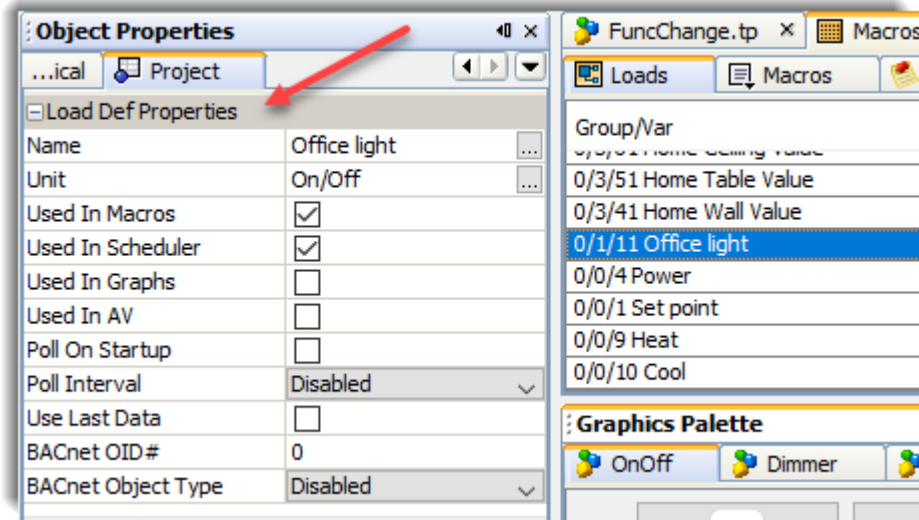 Object Properties
...ical Project
Load Def Properties
Name Office light ...
Unit On/Off ...
Used In Macros
Used In Scheduler
Used In Graphs
Used In AV
Poll On Startup
Poll Interval Disabled
Use Last Data
BACnet OID# 0
BACnet Object Type Disabled
FuncChange.tp Macros
Loads Macros
Group/Var
0/3/51 Home Table Value
0/3/41 Home Wall Value
0/1/11 Office light
0/0/4 Power
0/0/1 Set point
0/0/9 Heat
0/0/10 Cool
Graphics Palette
OnOff Dimmer